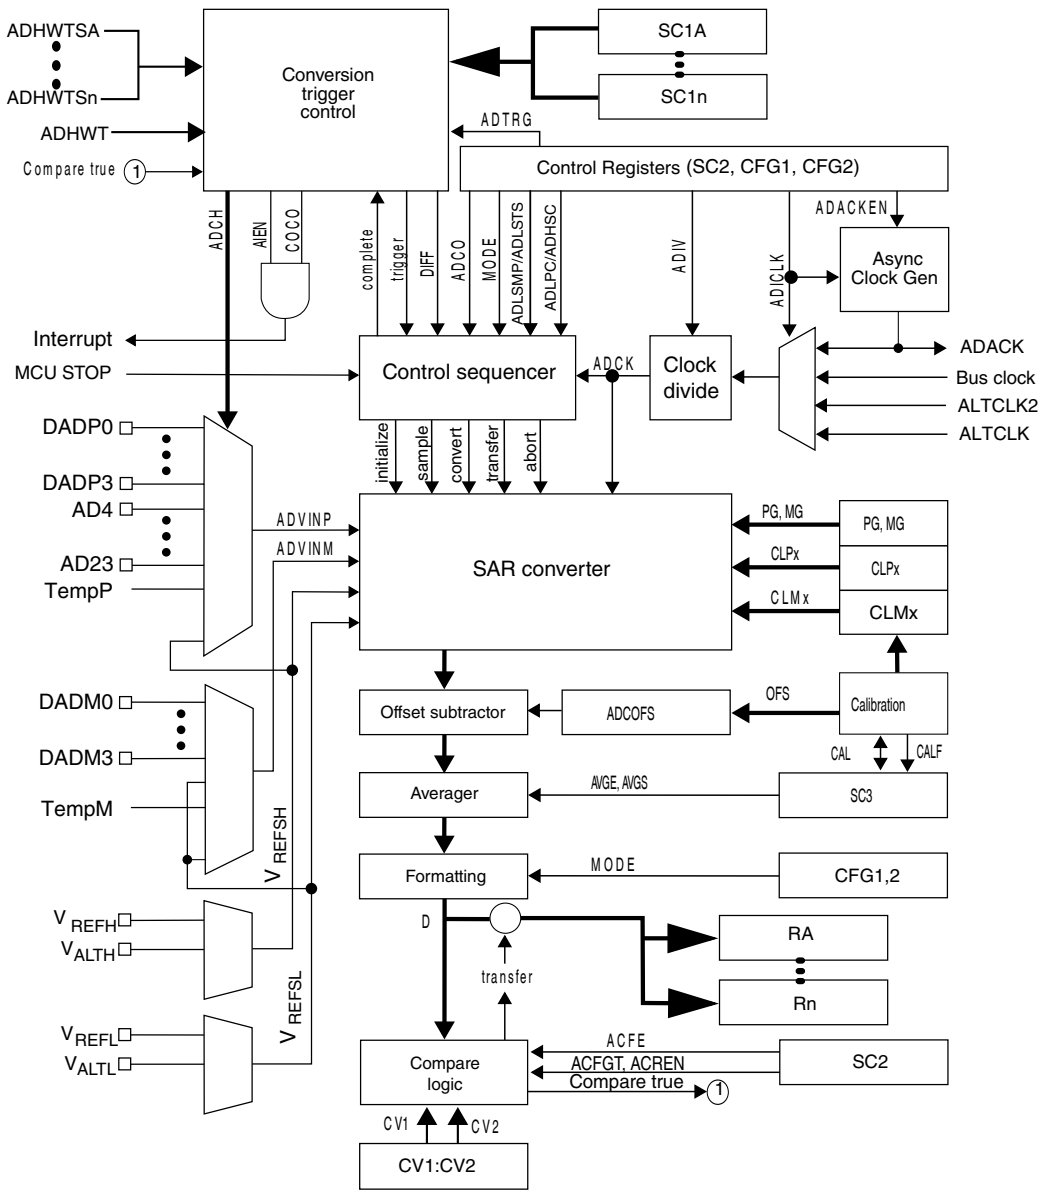 ADHWTSA
ADHWTSn
ADHWT
Compare true 1
Conversion
trigger
control
SC1A
SC1n
ADTRG
Control Registers (SC2, CFG1, CFG2)
ADCH
AIEN
COCO
complete
trigger
DIFF
ADCO
MODE
ADLSMP/ADLSTS
ADLPC/ADHSC
ADIV
ADICLK
ADACKEN
Async
Clock Gen
Interrupt
MCU STOP
Control sequencer
ADCK
Clock
divide
ADACK
Bus clock
ALTCLK2
ALTCLK
initialize
sample
convert
transfer
abort
DADP0
DADP3
AD4
AD23
TempP
ADVINP
ADVINM
SAR converter
PG, MG
PG, MG
CLPx
CLPx
CLMx
CLMx
DADM0
DADM3
TempM
Offset subtractor
ADCOFS
OFS
Calibration
CAL
CALF
Averager
AVGE, AVGS
SC3
Formatting
MODE
CFG1,2
V REFSH
V REFH
VALTH
V REFSL
VREFL
VALTL
D
transfer
RA
Rn
Compare
logic
ACFE
ACFGT, ACREN
Compare true
1
SC2
CV1
CV2
CV1:CV2